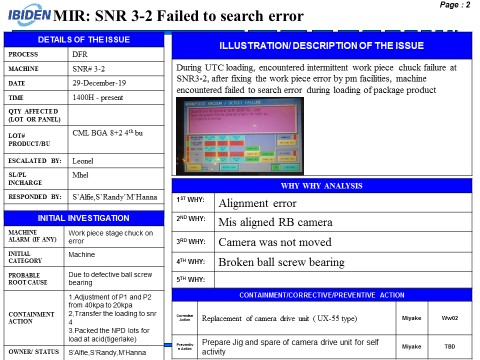 Page : 2
IBIDEN MIR: SNR 3-2 Failed to search error
DETAILS OF THE ISSUE
PROCESS DFR
MACHINE SNR# 3-2
DATE 29-December-19
TIME 1400H - present
QTY AFFECTED
(LOT OR PANEL)
LOT# CML BGA 8+2 4th bu
PRODUCT/BU
ESCALATED BY: Leonel
SL/PL Mhel
INCHARGE
RESPONDED BY: S'Alfie,S'Randy'M'Hanna
INITIAL INVESTIGATION
MACHINE Work piece stage chuck on
ALARM (IF ANY) error
INITIAL Machine
CATEGORY
PROBABLE Due to defective ball screw
ROOT CAUSE bearing
CONTAINMENT
ACTION
1.Adjustment of P1 and P2
from 40kpa to 20kpa
2,Transfer the loading to snr
4
3.Packed the NPD lots for
load at acid(tigerlake)
OWNER/ STATUS S'Alfie,S'Randy,M'Hanna
ILLUSTRATION/ DESCRIPTION OF THE ISSUE
During UTC loading, encountered intermittent work piece chuck failure at
SNR3-2, after fixing the work piece error by pm facilities, machine
encountered failed to search error during loading of package product
WORKPIECE VACUUM / DETECT FAILURE
WHY WHY ANALYSIS
1ST WHY: Alignment error
2ND WHY: Mis aligned RB camera
3RD WHY: Camera was not moved
4TH WHY: Broken ball screw bearing
5TH WHY:
CONTAINMENT/CORRECTIVE/PREVENTIVE ACTION
Corrective
Action
Replacement of camera drive unit ( UX-55 type) Miyake Ww02
Preventiv
e Action
Prepare Jig and spare of camera drive unit for self
activity
Miyake TBD